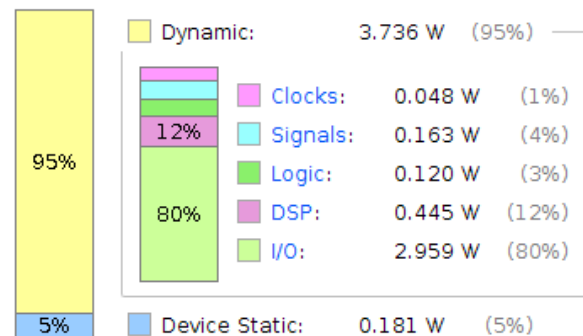 Dynamic: 3.736 W (95%)
Clocks: 0.048 W (1%)
Signals: 0.163 W (4%)
Logic: 0.120 W (3%)
12%
DSP: 0.445 W (12%)
95%
80%
I/O: 2.959 W (80%)
5%
Device Static: 0.181 W (5%)